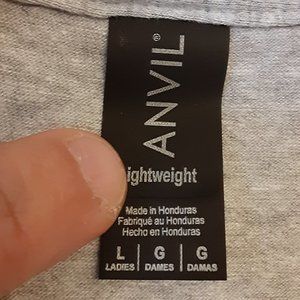 ANVIL®
ightweight
Made in Honduras
Fabriqué au Honduras
Hecho en Honduras
L | G | G
LADIES | DAMES | DAMAS